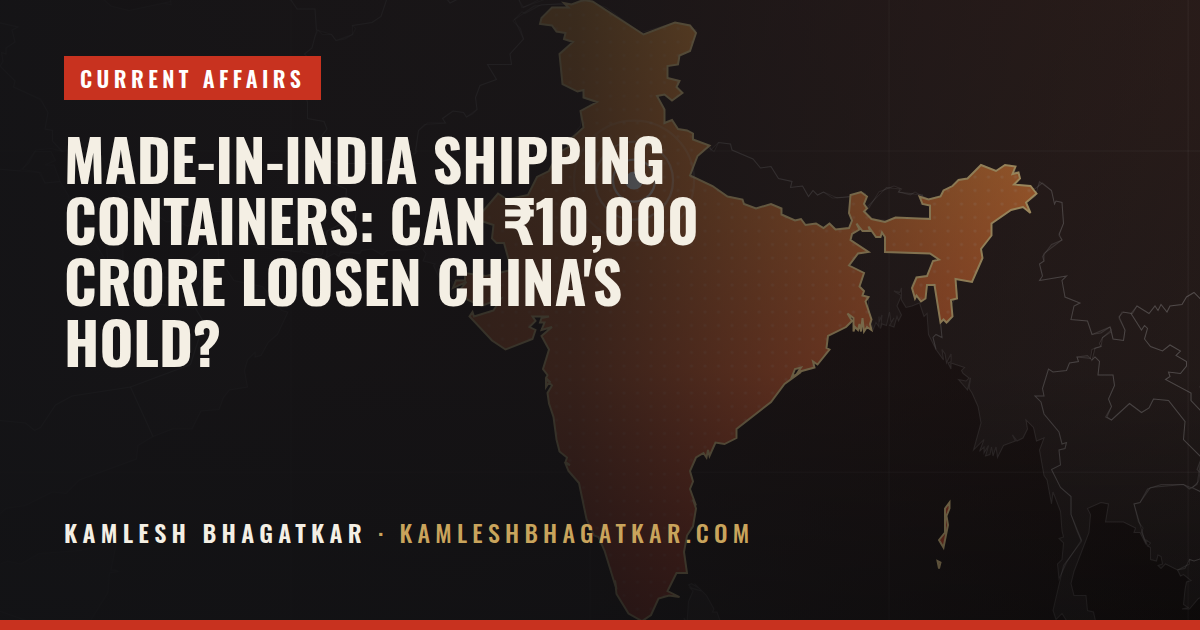 CURRENT AFFAIRS
MADE-IN-INDIA SHIPPING
CONTAINERS: CAN ₹10,000
CRORE LOOSEN CHINA'S
HOLD?
KAMLESH BHAGATKAR · KAMLESHBHAGATKAR.COM